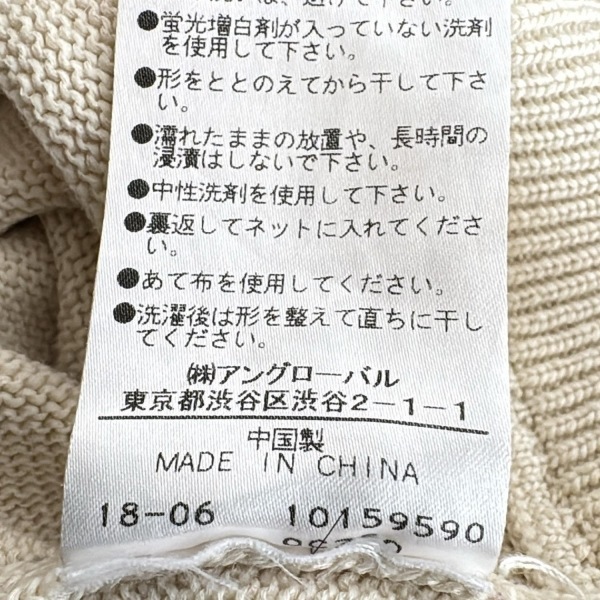 は、避けて下さい。
●蛍光増白剤が入っていない洗剤
を使用して下さい。
●形をととのえてから干して下さ
い。
●濡れたままの放置や、長時間の
浸漬はしないで下さい。
●中性洗剤を使用して下さい。
●裏返してネットに入れてくださ
い。
●あて布を使用してください。
●洗濯後は形を整えて直ちに干し
てください。
㈱アングローバル
東京都渋谷区渋谷2-1-1
中国製
MADE IN CHINA
18-06 10159590